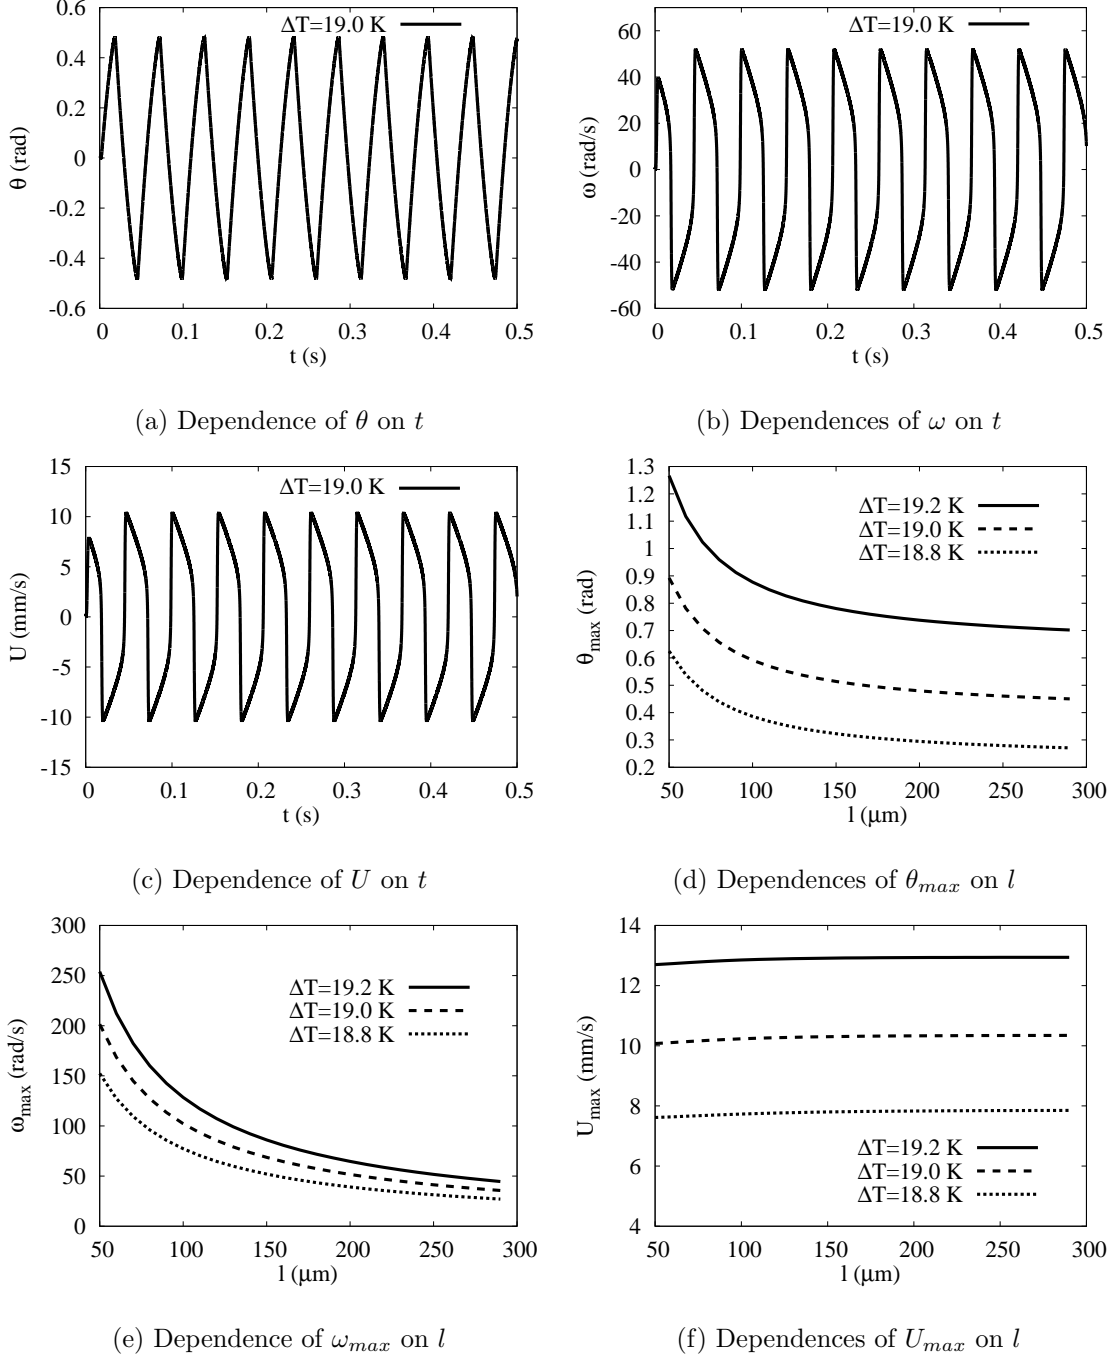 ΔT=19.0 K
θ (rad)
0.6
0.4
0.2
0
-0.2
-0.4
-0.6
0 0.1 0.2 0.3 0.4 0.5
t (s)
(a) Dependence of θ on t
ΔT=19.0 K
ω (rad/s)
60
40
20
0
-20
-40
-60
0 0.1 0.2 0.3 0.4 0.5
t (s)
(b) Dependences of ω on t
ΔT=19.0 K
U (mm/s)
15
10
5
0
-5
-10
-15
0 0.1 0.2 0.3 0.4 0.5
t (s)
(c) Dependence of U on t
ΔT=19.2 K
ΔT=19.0 K
ΔT=18.8 K
θmax (rad)
1.3
1.2
1.1
1
0.9
0.8
0.7
0.6
0.5
0.4
0.3
0.2
50 100 150 200 250 300
l (μm)
(d) Dependences of θmax on l
ΔT=19.2 K
ΔT=19.0 K
ΔT=18.8 K
ωmax (rad/s)
300
250
200
150
100
50
0
50 100 150 200 250 300
l (μm)
(e) Dependence of ωmax on l
ΔT=19.2 K
ΔT=19.0 K
ΔT=18.8 K
Umax (mm/s)
14
12
10
8
6
4
50 100 150 200 250 300
l (μm)
(f) Dependences of Umax on l